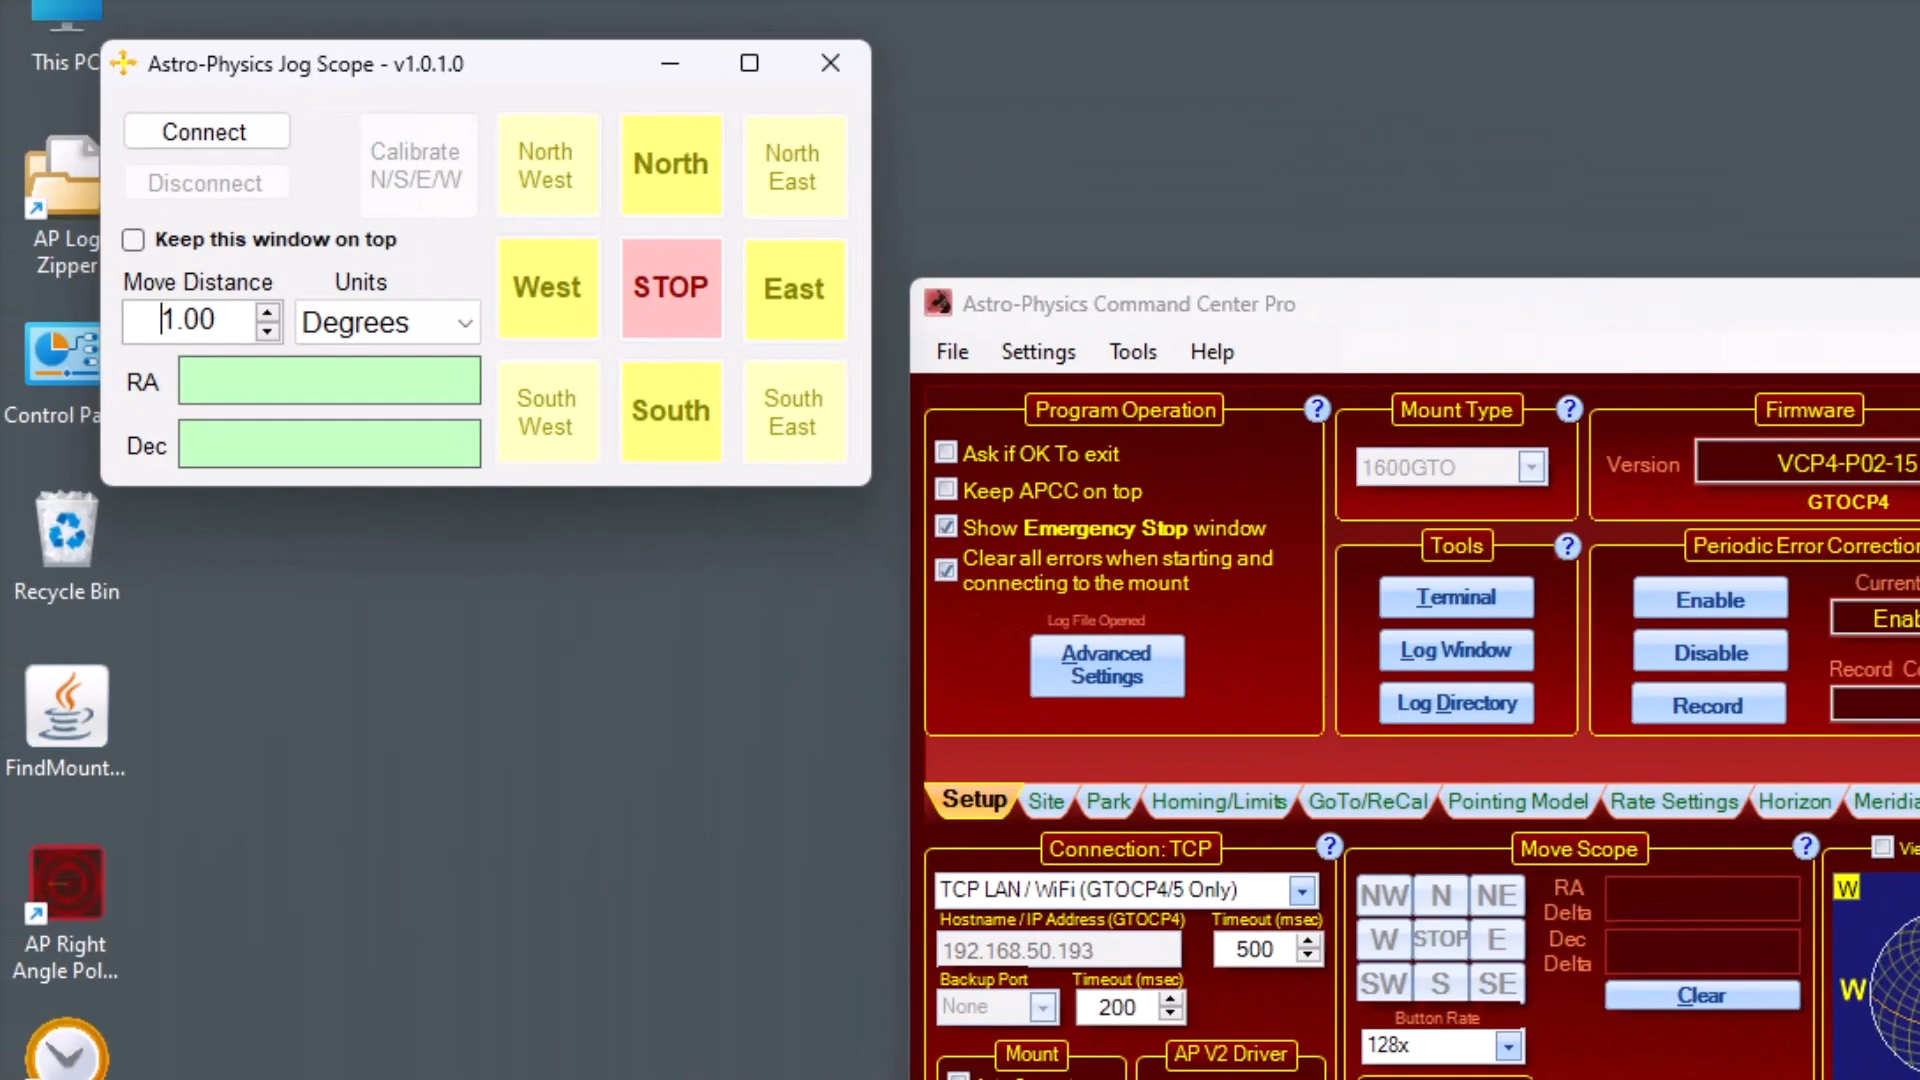 This PC
AP Log
Zipper
Control Pa
Recycle Bin
FindMount...
AP Right
Angle Pol...
Astro-Physics Jog Scope - v1.0.1.0
Connect
Disconnect
Calibrate
N/S/E/W
North
West
North
North
East
Keep this window on top
West
STOP
East
Move Distance
Units
1.00
Degrees
RA
Dec
South
West
South
South
East
Astro-Physics Command Center Pro
File Settings Tools Help
Program Operation
?
Ask if OK To exit
Keep APCC on top
Show Emergency Stop window
Clear all errors when starting and
connecting to the mount
Log File Opened
Advanced
Settings
Mount Type
?
1600GTO
Firmware
Version
VCP4-P02-15
GTOCP4
Tools
?
Terminal
Log Window
Log Directory
Periodic Error Correction
Enable
Disable
Record
Current
Enab
Record Co
Setup Site Park Homing/Limits GoTo/ReCal Pointing Model Rate Settings Horizon Meridia
Connection: TCP
?
TCP LAN / WiFi (GTOCP4/5 Only)
Hostname / IP Address (GTOCP4)
Timeout (msec)
192.168.50.193
500
Backup Port
Timeout (msec)
None
200
Mount
AP V2 Driver
Move Scope
?
NW N NE
W STOP E
SW S SE
RA
Delta
Dec
Delta
Clear
Button Rate
128x
Vie
W
W